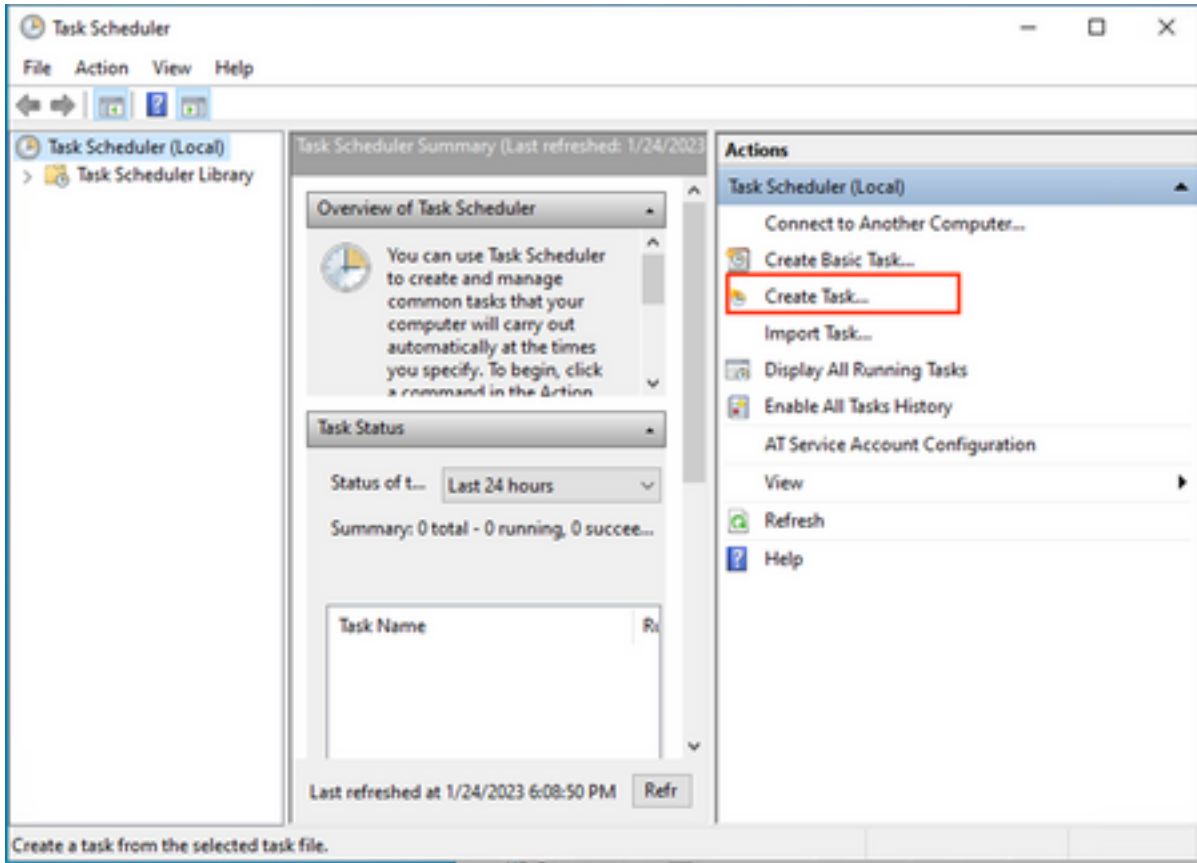 Task Scheduler
File Action View Help
Task Scheduler (Local)
Task Scheduler Library
Task Scheduler Summary (Last refreshed: 1/24/2023
Overview of Task Scheduler
You can use Task Scheduler
to create and manage
common tasks that your
computer will carry out
automatically at the times
you specify. To begin, click
a command in the Action
Task Status
Status of t... Last 24 hours
Summary: 0 total - 0 running, 0 succee...
Task Name
Last refreshed at 1/24/2023 6:08:50 PM Refr
Actions
Task Scheduler (Local)
Connect to Another Computer...
Create Basic Task...
Create Task...
Import Task...
Display All Running Tasks
Enable All Tasks History
AT Service Account Configuration
View
Refresh
Help
Create a task from the selected task file.